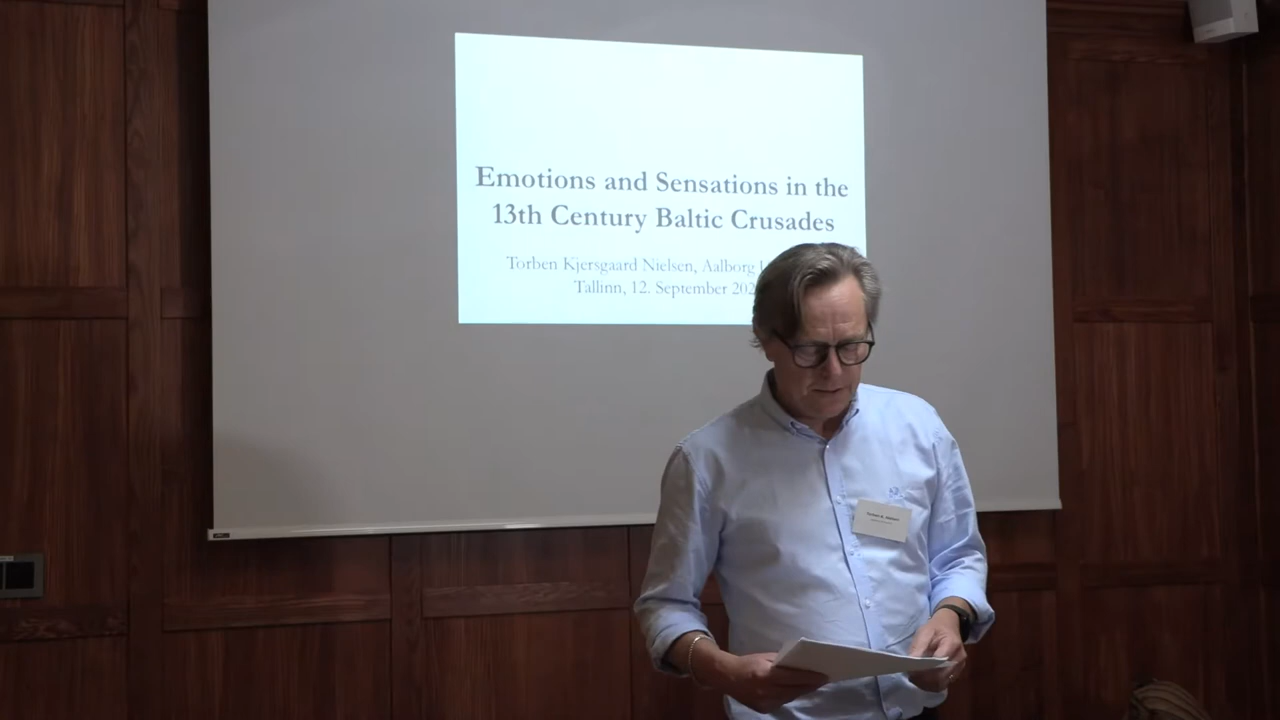 Emotions and Sensations in the
13th Century Baltic Crusades
Torben Kjersgaard Nielsen, Aalborg
Tallinn, 12. September